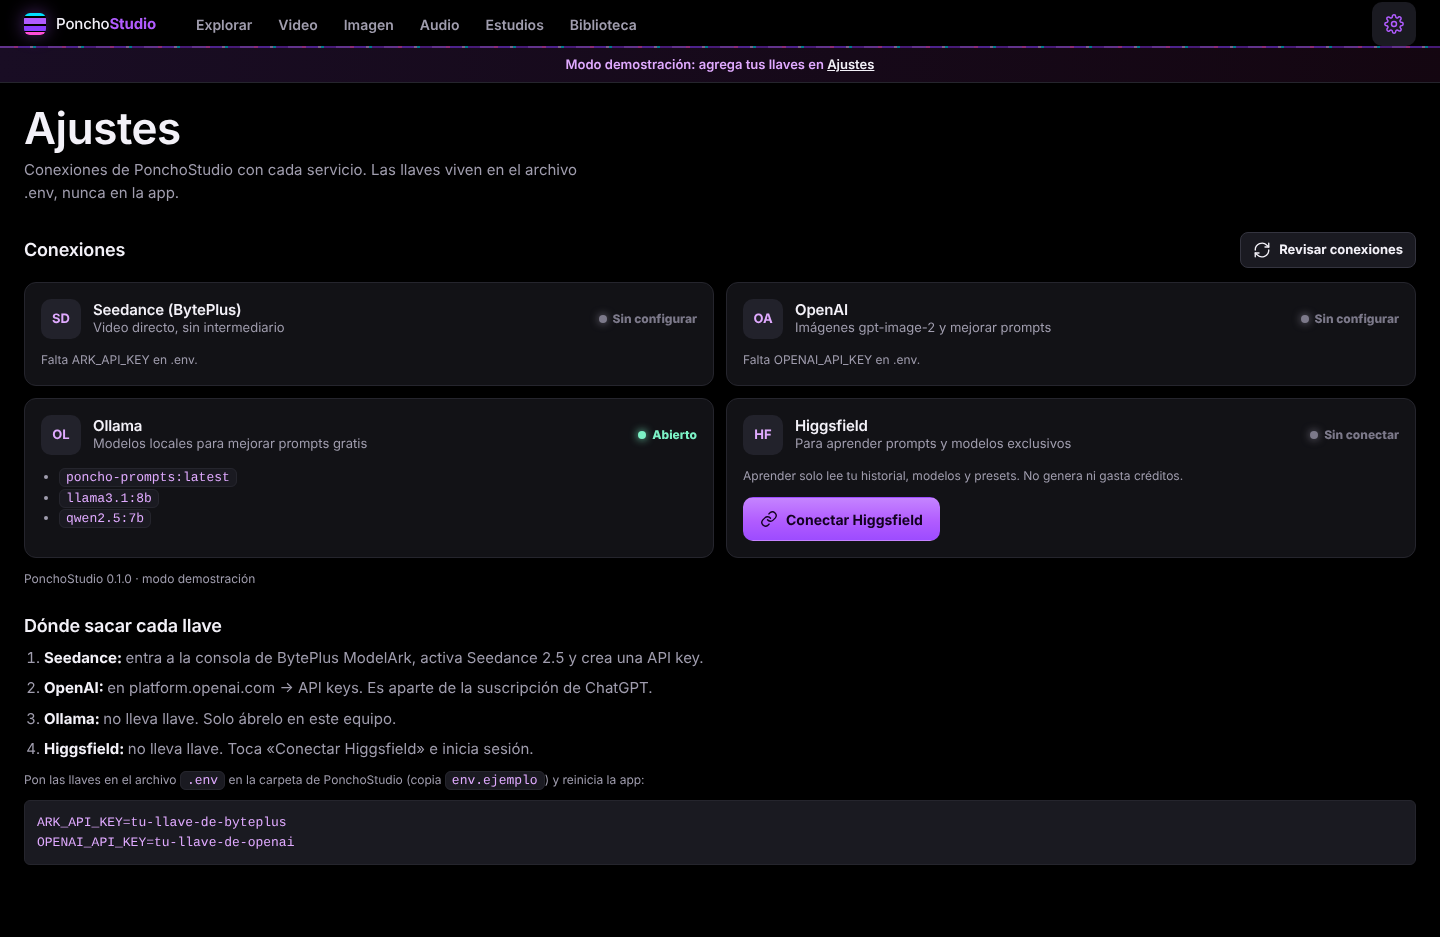 PonchoStudio
Explorar
Video
Imagen
Audio
Estudios
Biblioteca
Modo demostración: agrega tus llaves en Ajustes
Ajustes
Conexiones de PonchoStudio con cada servicio. Las llaves viven en el archivo
.env, nunca en la app.
Conexiones
Revisar conexiones
SD
Seedance (BytePlus)
Video directo, sin intermediario
Sin configurar
Falta ARK_API_KEY en .env.
OA
OpenAI
Imágenes gpt-image-2 y mejorar prompts
Sin configurar
Falta OPENAI_API_KEY en .env.
OL
Ollama
Modelos locales para mejorar prompts gratis
Abierto
• poncho-prompts:latest
• llama3.1:8b
• qwen2.5:7b
HF
Higgsfield
Para aprender prompts y modelos exclusivos
Sin conectar
Aprender solo lee tu historial, modelos y presets. No genera ni gasta créditos.
Conectar Higgsfield
PonchoStudio 0.1.0 · modo demostración
Dónde sacar cada llave
1. Seedance: entra a la consola de BytePlus ModelArk, activa Seedance 2.5 y crea una API key.
2. OpenAI: en platform.openai.com → API keys. Es aparte de la suscripción de ChatGPT.
3. Ollama: no lleva llave. Solo ábrelo en este equipo.
4. Higgsfield: no lleva llave. Toca «Conectar Higgsfield» e inicia sesión.
Pon las llaves en el archivo .env en la carpeta de PonchoStudio (copia env.ejemplo) y reinicia la app:
ARK_API_KEY=tu-llave-de-byteplus
OPENAI_API_KEY=tu-llave-de-openai